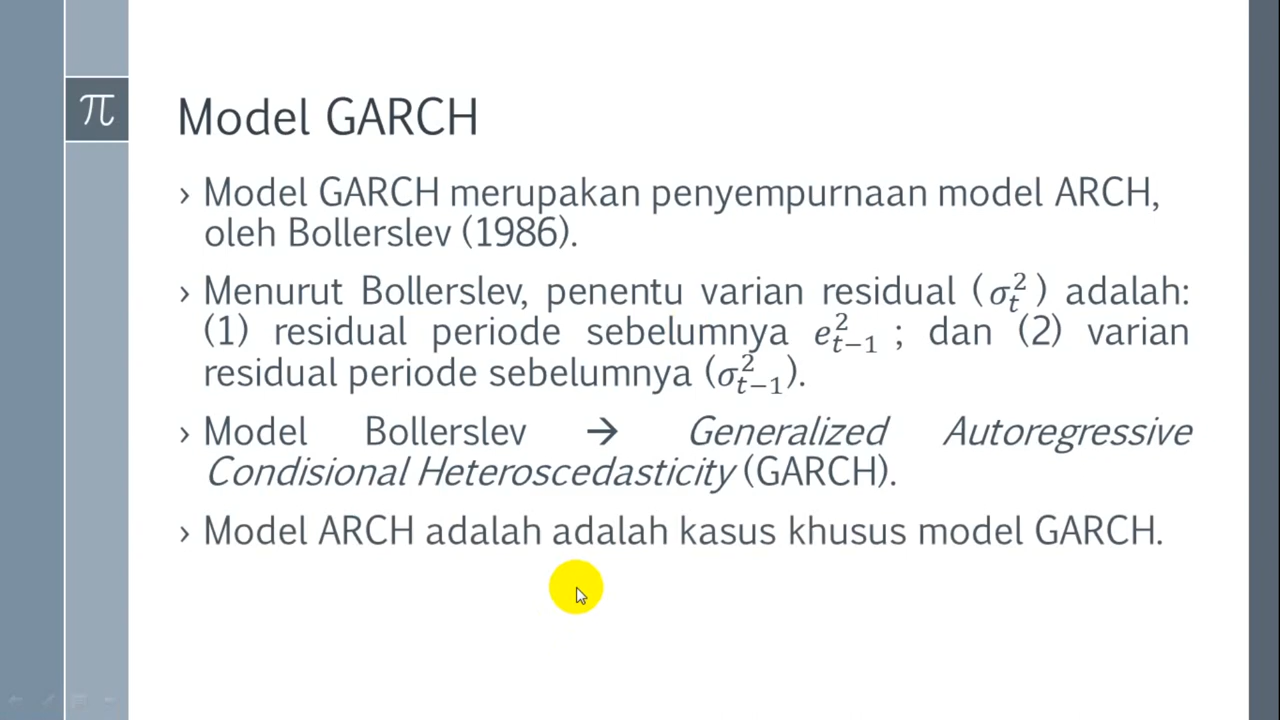 π
Model GARCH
› Model GARCH merupakan penyempurnaan model ARCH,
oleh Bollerslev (1986).
› Menurut Bollerslev, penentu varian residual (σ²ₜ) adalah:
(1) residual periode sebelumnya e²ₜ₋₁ ; dan (2) varian
residual periode sebelumnya (σ²ₜ₋₁).
› Model Bollerslev → Generalized Autoregressive
Condisional Heteroscedasticity (GARCH).
› Model ARCH adalah adalah kasus khusus model GARCH.